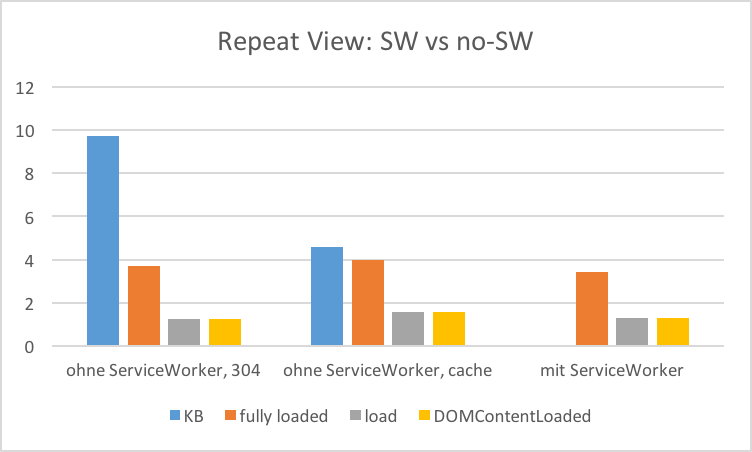 Repeat View: SW vs no-SW
12
10
8
6
4
2
0
ohne ServiceWorker, 304 ohne ServiceWorker, cache mit ServiceWorker
KB fully loaded load DOMContentLoaded